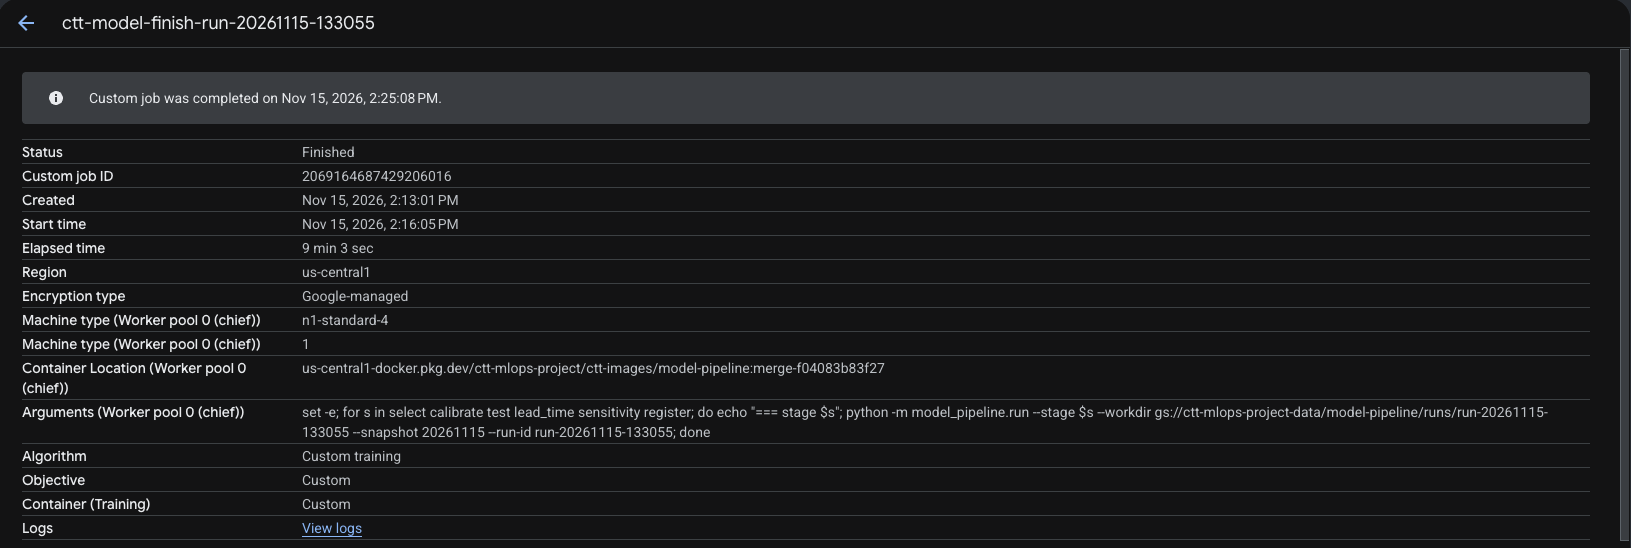 ctt-model-finish-run-20261115-133055
Custom job was completed on Nov 15, 2026, 2:25:08 PM.
Status Finished
Custom job ID 2069164687429206016
Created Nov 15, 2026, 2:13:01 PM
Start time Nov 15, 2026, 2:16:05 PM
Elapsed time 9 min 3 sec
Region us-central1
Encryption type Google-managed
Machine type (Worker pool 0 (chief)) n1-standard-4
Machine type (Worker pool 0 (chief)) 1
Container Location (Worker pool 0 us-central1-docker.pkg.dev/ctt-mlops-project/ctt-images/model-pipeline:merge-f04083b83f27
(chief))
Arguments (Worker pool 0 (chief)) set -e; for s in select calibrate test lead_time sensitivity register; do echo "=== stage $s"; python -m model_pipeline.run --stage $s --workdir gs://ctt-mlops-project-data/model-pipeline/runs/run-20261115-
133055 --snapshot 20261115 --run-id run-20261115-133055; done
Algorithm Custom training
Objective Custom
Container (Training) Custom
Logs View logs